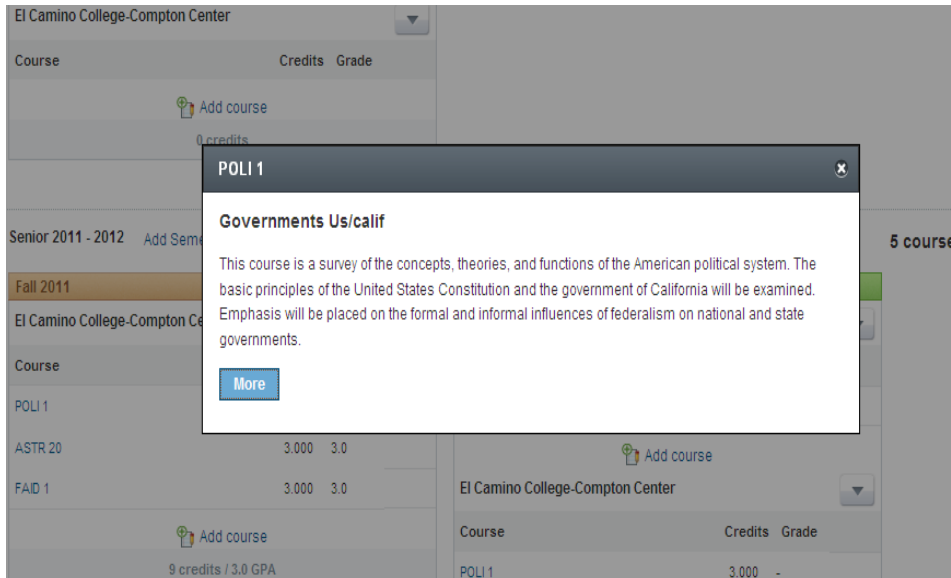 El Camino College-Compton Center
Course Credits Grade
Add course
0 credits
POLI 1
Governments Us/calif
This course is a survey of the concepts, theories, and functions of the American political system. The
basic principles of the United States Constitution and the government of California will be examined.
Emphasis will be placed on the formal and informal influences of federalism on national and state
governments.
More
Senior 2011 - 2012 Add Seme
5 course
Fall 2011
El Camino College-Compton Ce
Course
POLI 1
ASTR 20 3.000 3.0
FAID 1 3.000 3.0
Add course
9 credits / 3.0 GPA
Add course
El Camino College-Compton Center
Course Credits Grade
POLI 1 3.000 -